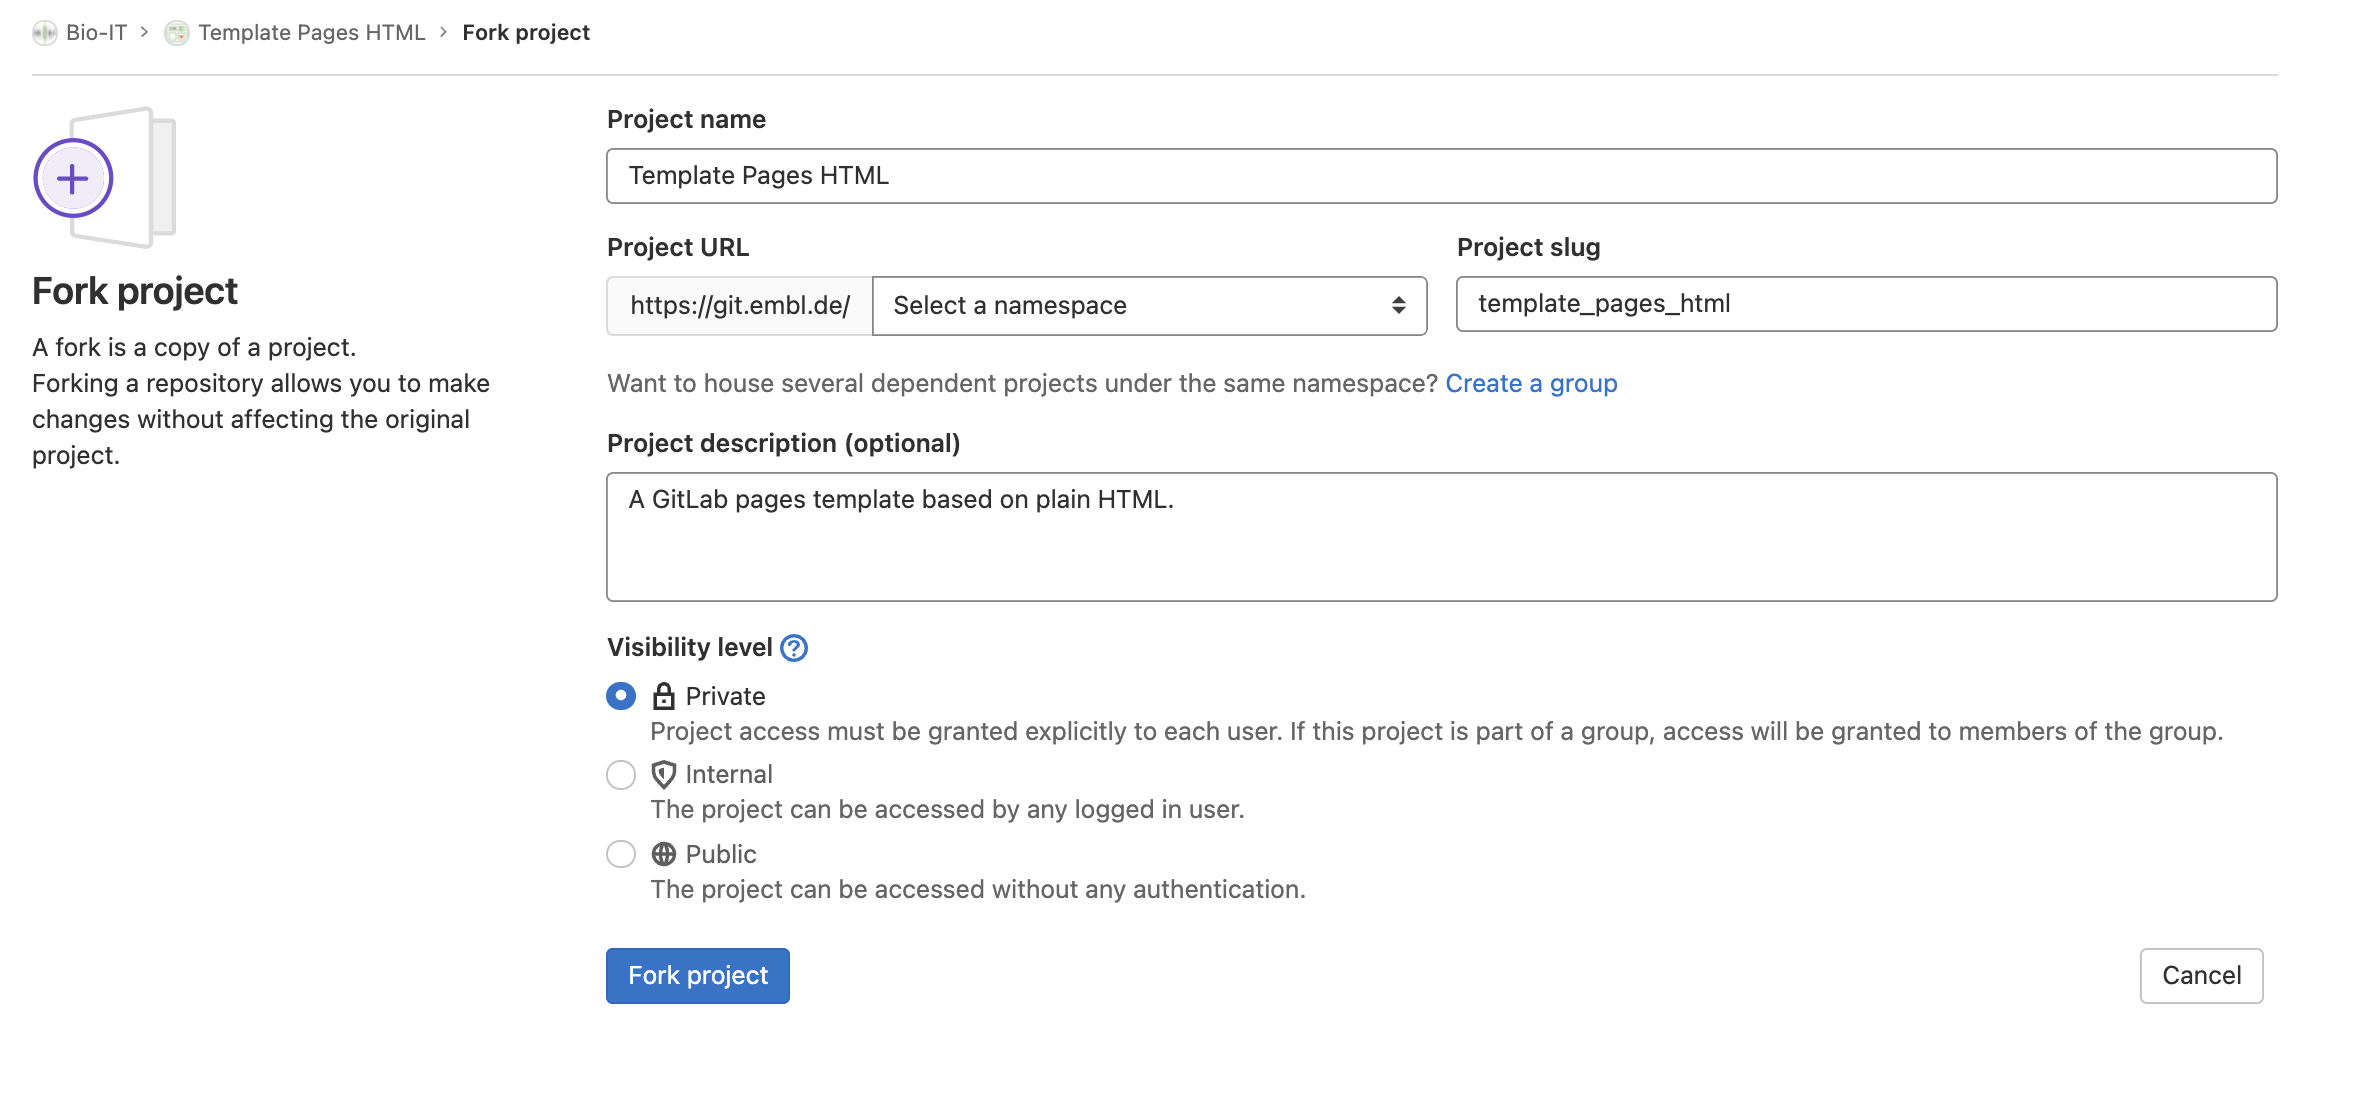 Bio-IT > Template Pages HTML > Fork project
Fork project
A fork is a copy of a project.
Forking a repository allows you to make
changes without affecting the original
project.
Project name
Template Pages HTML
Project URL
https://git.embl.de/
Select a namespace
Project slug
template_pages_html
Want to house several dependent projects under the same namespace? Create a group
Project description (optional)
A GitLab pages template based on plain HTML.
Visibility level
Private
Project access must be granted explicitly to each user. If this project is part of a group, access will be granted to members of the group.
Internal
The project can be accessed by any logged in user.
Public
The project can be accessed without any authentication.
Fork project
Cancel